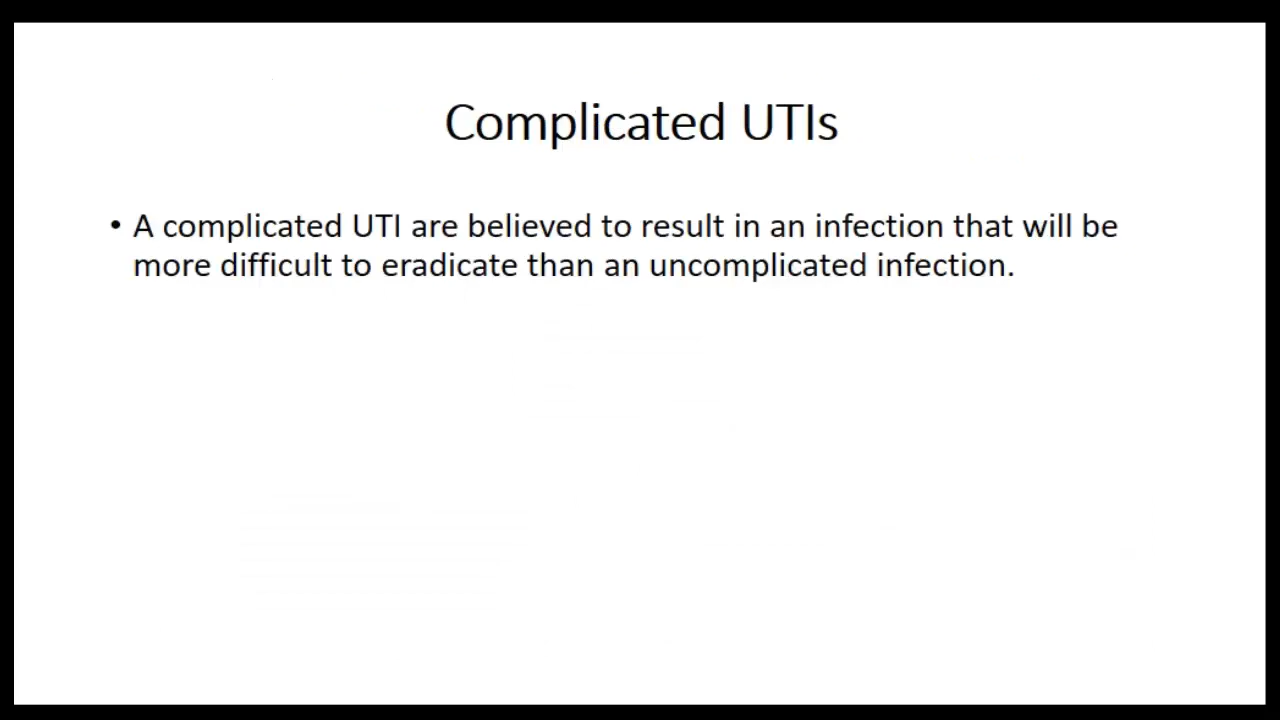 Complicated UTIs
• A complicated UTI are believed to result in an infection that will be
more difficult to eradicate than an uncomplicated infection.